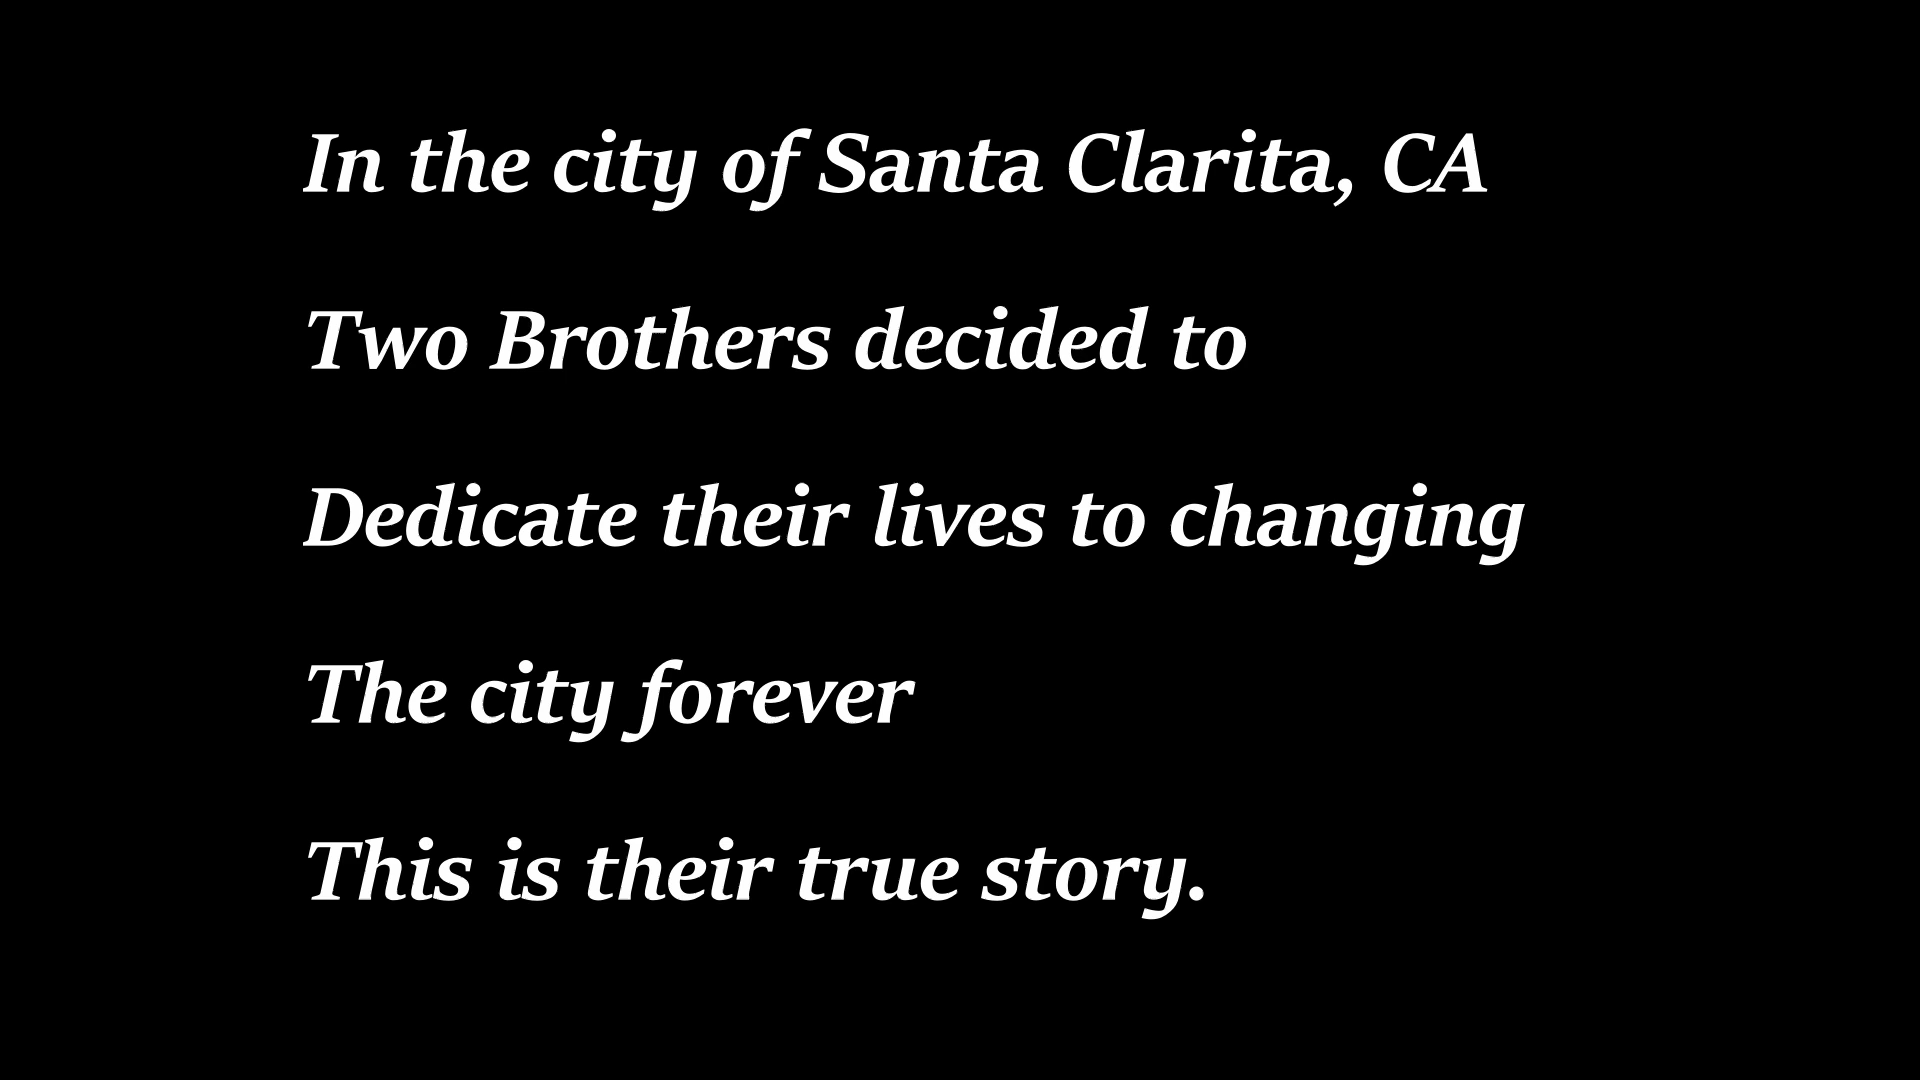 In the city of Santa Clarita, CA
Two Brothers decided to
Dedicate their lives to changing
The city forever
This is their true story.